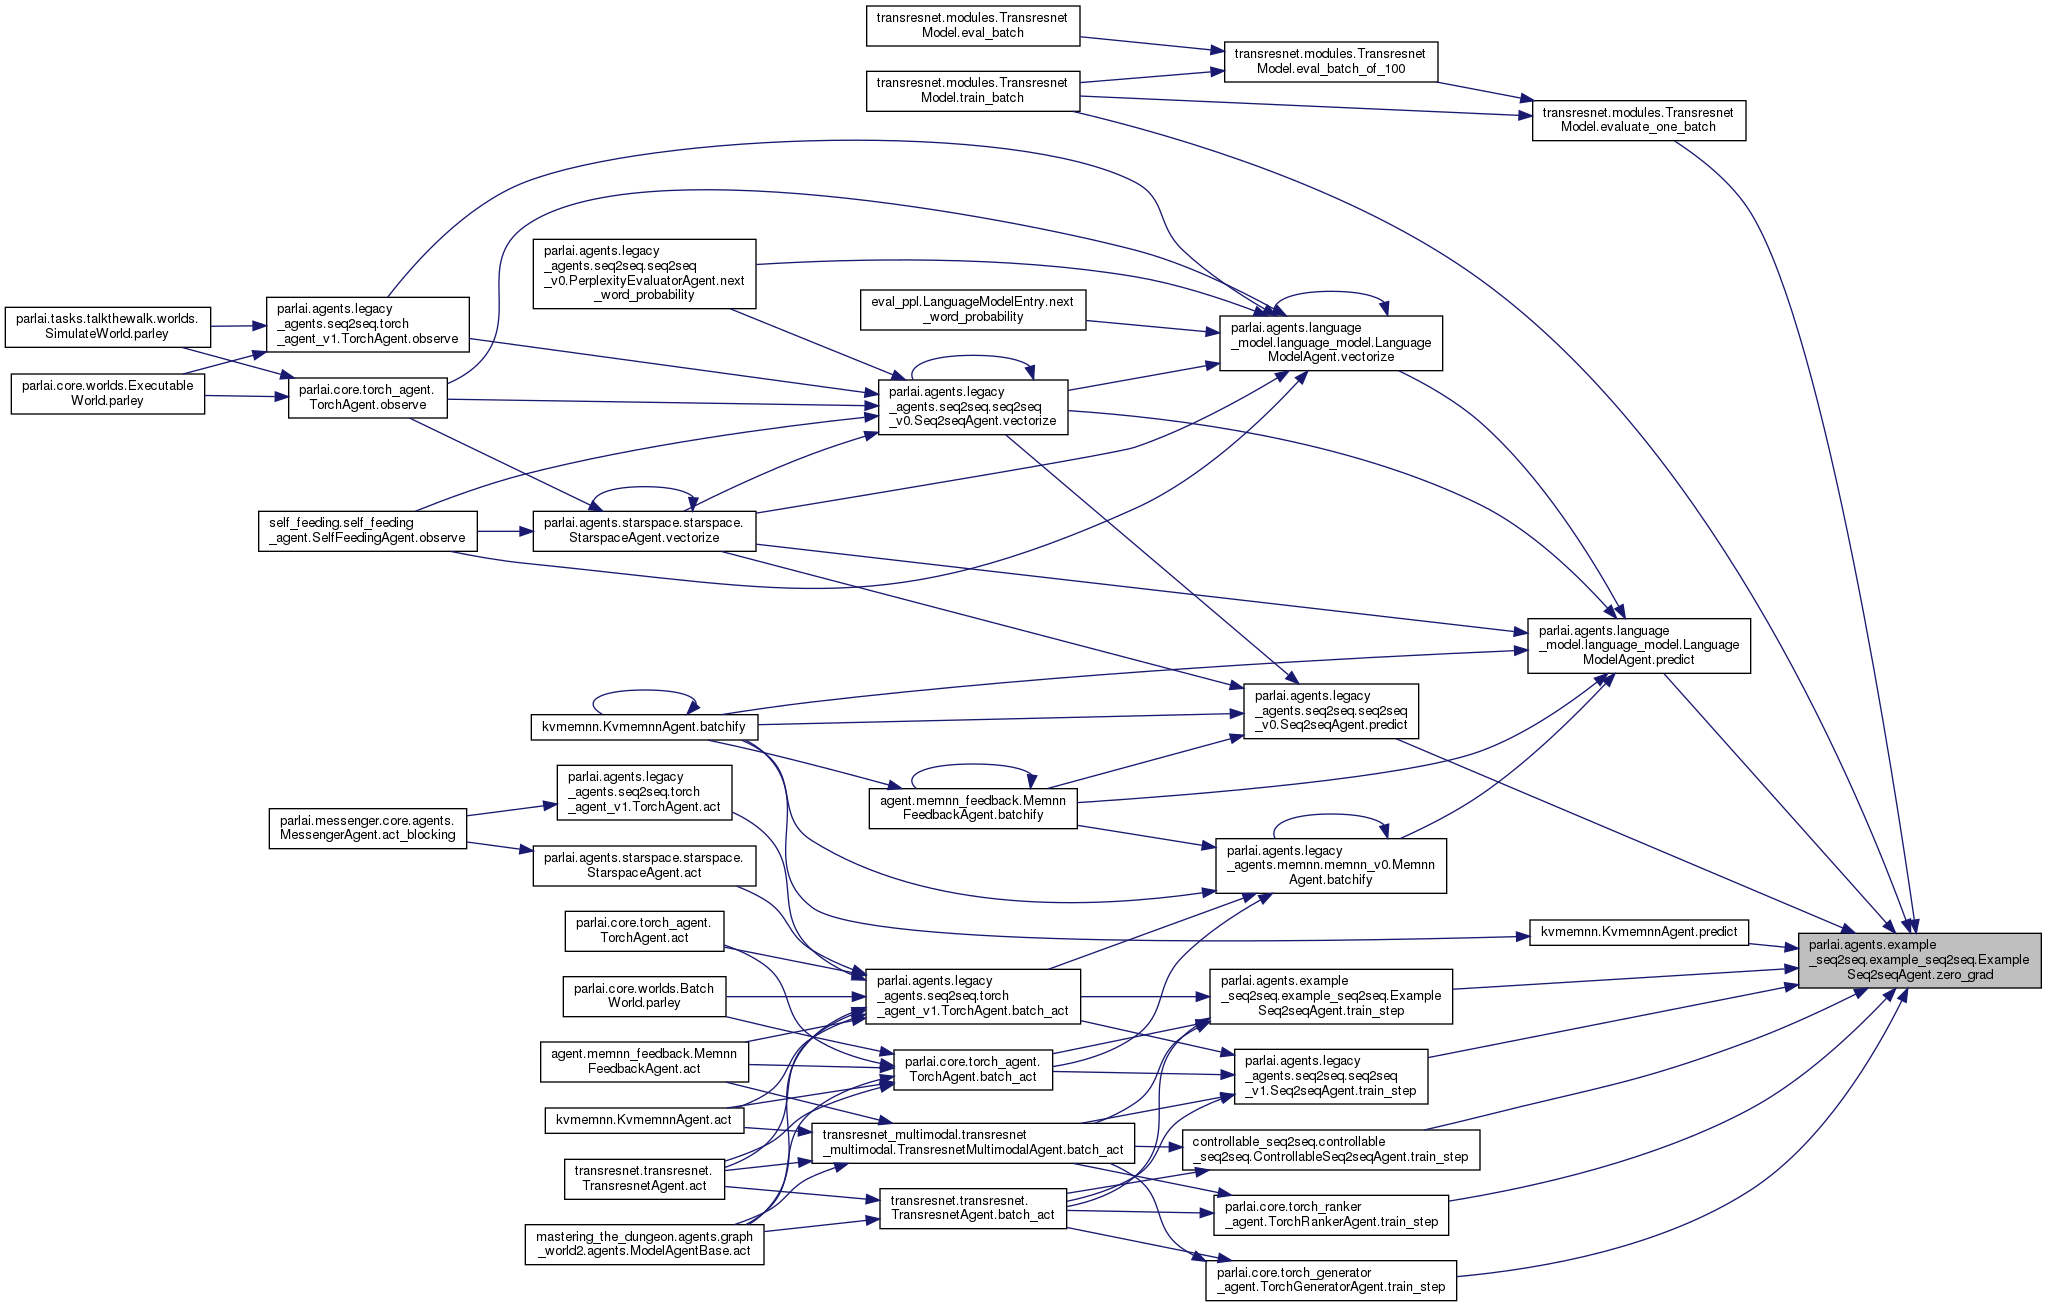 transresnet.modules.Transresnet
Model.eval_batch
transresnet.modules.Transresnet
Model.eval_batch_of_100
transresnet.modules.Transresnet
Model.train_batch
transresnet.modules.Transresnet
Model.evaluate_one_batch
parlai.agents.legacy
_agents.seq2seq.seq2seq
_v0.PerplexityEvaluatorAgent.next
_word_probability
eval_ppl.LanguageModelEntry.next
_word_probability
parlai.agents.legacy
_agents.seq2seq.torch
_agent_v1.TorchAgent.observe
parlai.tasks.talkthewalk.worlds.
SimulateWorld.parley
parlai.agents.language
_model.language_model.Language
ModelAgent.vectorize
parlai.core.worlds.Executable
World.parley
parlai.core.torch_agent.
TorchAgent.observe
parlai.agents.legacy
_agents.seq2seq.seq2seq
_v0.Seq2seqAgent.vectorize
self_feeding.self_feeding
_agent.SelfFeedingAgent.observe
parlai.agents.starspace.starspace.
StarspaceAgent.vectorize
parlai.agents.language
_model.language_model.Language
ModelAgent.predict
parlai.agents.legacy
_agents.seq2seq.seq2seq
_v0.Seq2seqAgent.predict
kvmemnn.KvmemnnAgent.batchify
parlai.agents.legacy
_agents.seq2seq.torch
_agent_v1.TorchAgent.act
agent.memnn_feedback.Memnn
FeedbackAgent.batchify
parlai.messenger.core.agents.
MessengerAgent.act_blocking
parlai.agents.starspace.starspace.
StarspaceAgent.act
parlai.agents.legacy
_agents.memnn.memnn_v0.Memnn
Agent.batchify
parlai.core.torch_agent.
TorchAgent.act
kvmemnn.KvmemnnAgent.predict
parlai.agents.example
_seq2seq.example_seq2seq.Example
Seq2seqAgent.zero_grad
parlai.core.worlds.Batch
World.parley
parlai.agents.legacy
_agents.seq2seq.torch
_agent_v1.TorchAgent.batch_act
parlai.agents.example
_seq2seq.example_seq2seq.Example
Seq2seqAgent.train_step
agent.memnn_feedback.Memnn
FeedbackAgent.act
parlai.core.torch_agent.
TorchAgent.batch_act
parlai.agents.legacy
_agents.seq2seq.seq2seq
_v1.Seq2seqAgent.train_step
kvmemnn.KvmemnnAgent.act
transresnet_multimodal.transresnet
_multimodal.TransresnetMultimodalAgent.batch_act
controllable_seq2seq.controllable
_seq2seq.ControllableSeq2seqAgent.train_step
transresnet.transresnet.
TransresnetAgent.act
transresnet.transresnet.
TransresnetAgent.batch_act
parlai.core.torch_ranker
_agent.TorchRankerAgent.train_step
mastering_the_dungeon.agents.graph
_world2.agents.ModelAgentBase.act
parlai.core.torch_generator
_agent.TorchGeneratorAgent.train_step